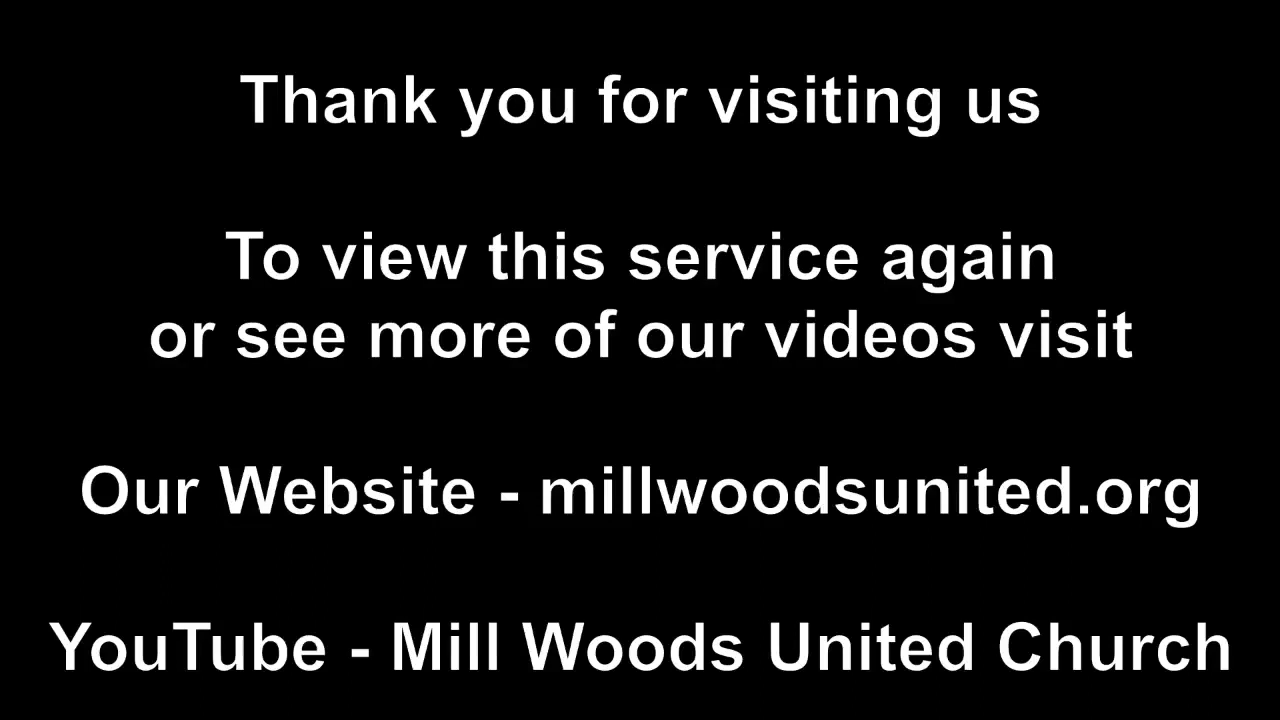 Thank you for visiting us
To view this service again
or see more of our videos visit
Our Website - millwoodsunited.org
YouTube - Mill Woods United Church